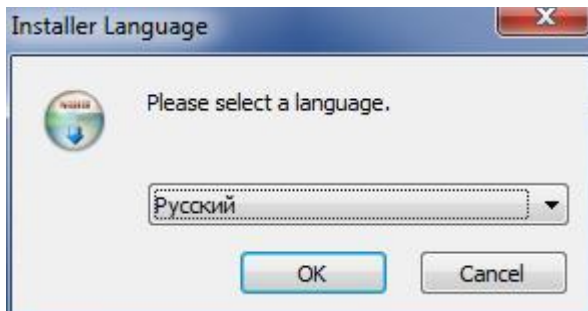 Installer Language
Please select a language.
Русский
OK
Cancel